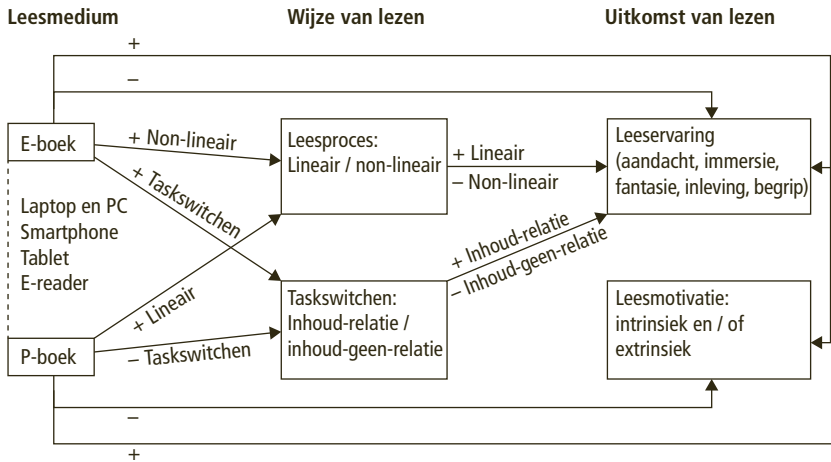 Leesmedium
Wijze van lezen
Uitkomst van lezen
+
–
E-boek
+ Non-lineair
+ Taskswitchen
Leesproces:
Lineair / non-lineair
+ Lineair
– Non-lineair
Leeservaring
(aandacht, immersie,
fantasie, inleving, begrip)
Laptop en PC
Smartphone
Tablet
E-reader
+ Inhoud-relatie
– Inhoud-geen-relatie
+ Lineair
– Taskswitchen
P-boek
Taskswitchen:
Inhoud-relatie /
inhoud-geen-relatie
Leesmotivatie:
intrinsiek en / of
extrinsiek
–
+